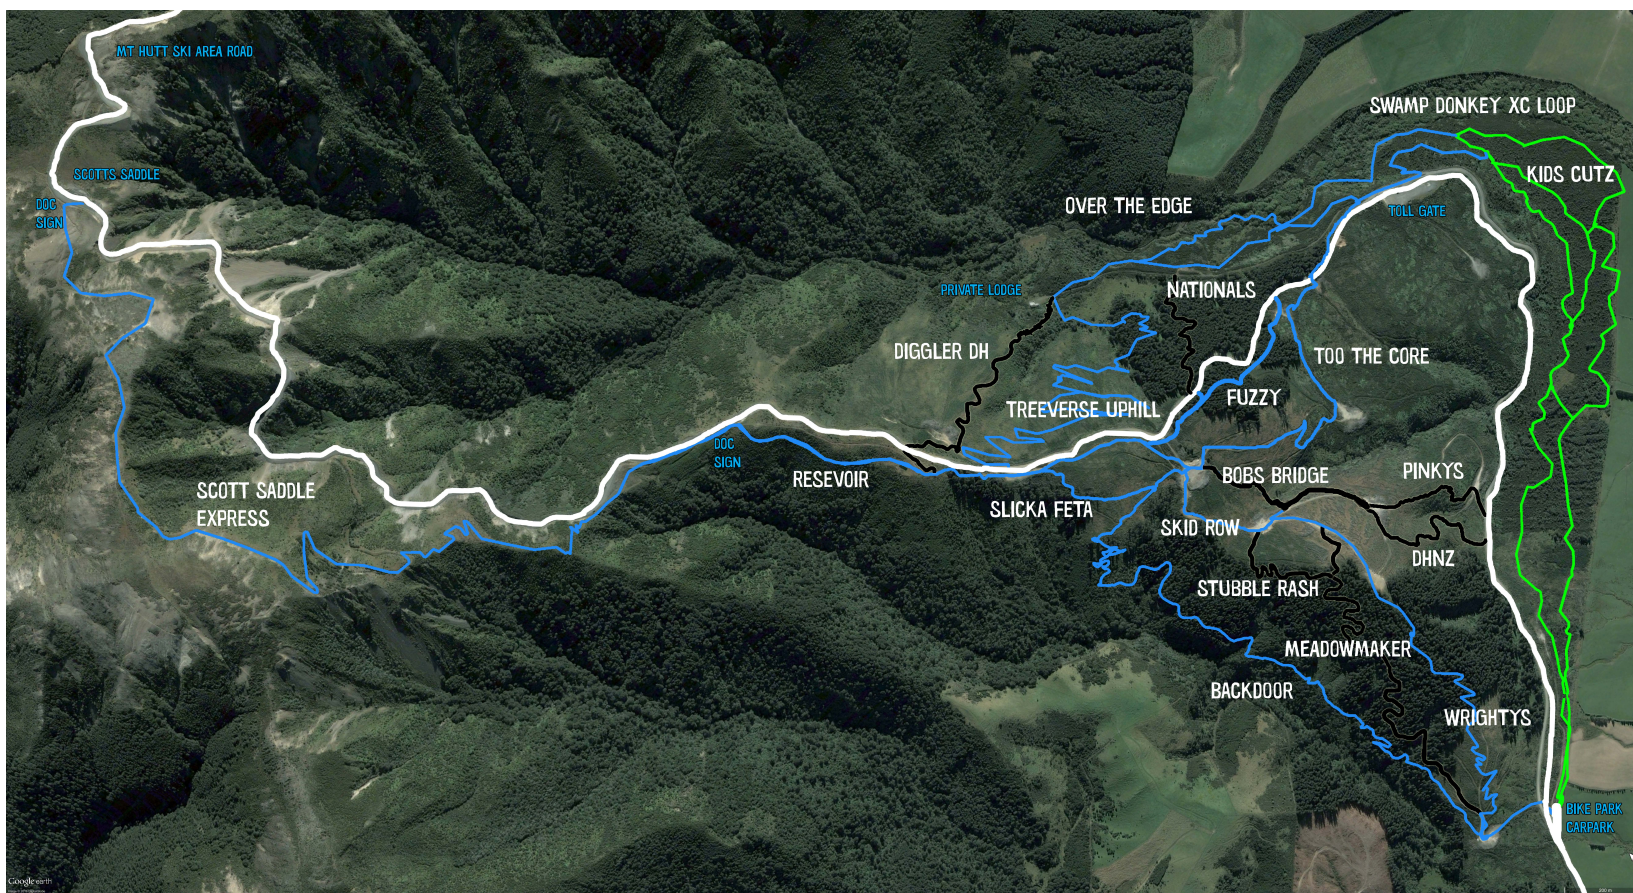 MT HUTT SKI AREA ROAD
SWAMP DONKEY XC LOOP
SCOTTS SADDLE
KIDS CUTZ
DOC
SIGN
OVER THE EDGE
TOLL GATE
PRIVATE LODGE
NATIONALS
DIGGLER DH
TOO THE CORE
FUZZY
TREEVERSE UPHILL
DOC
SIGN
RESEVOIR
BOBS BRIDGE
PINKYS
SCOTT SADDLE
EXPRESS
SLICKA FETA
SKID ROW
DHNZ
STUBBLE RASH
MEADOWMAKER
BACKDOOR
WRIGHTYS
BIKE PARK
CARPARK
Google earth
200 m